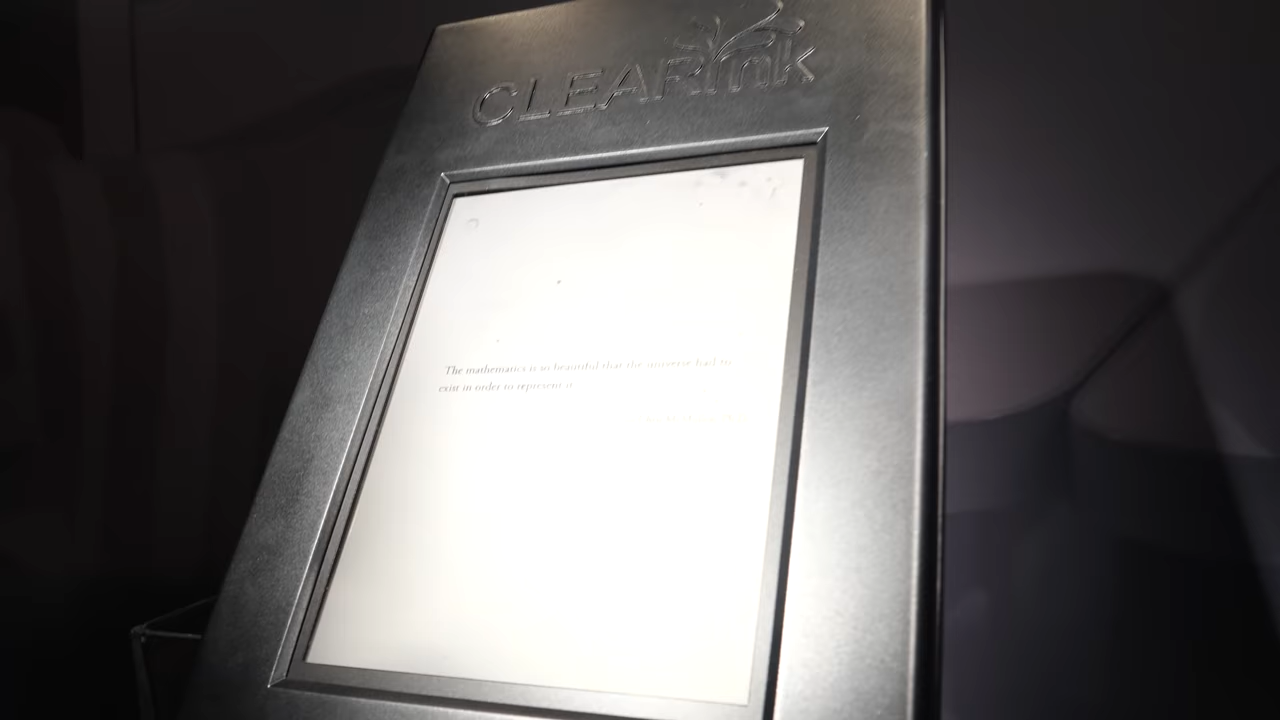 CLEARink
The mathematics is so beautiful that the universe had to
exist in order to represent it